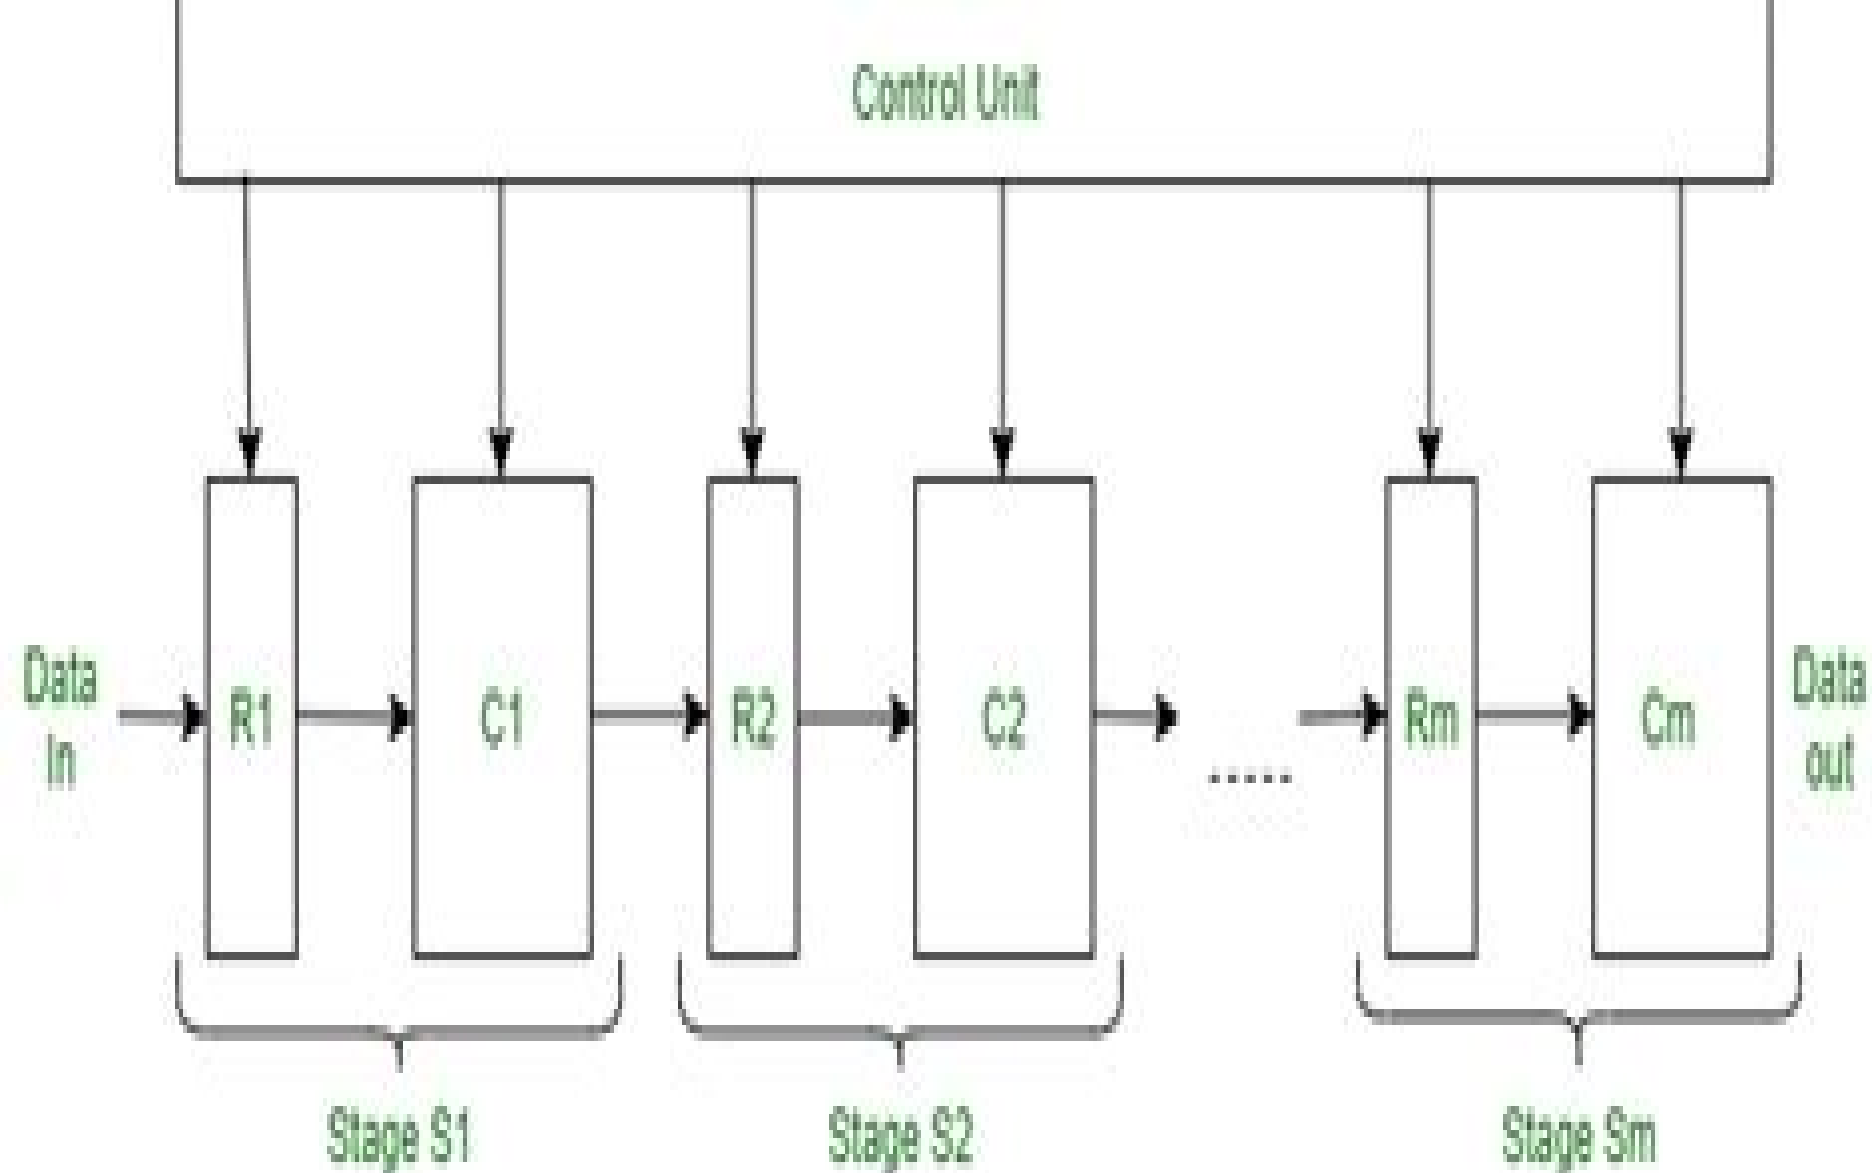 Control Unit
Data
In
R1
C1
R2
C2
.....
Rm
Cm
Data
out
Stage S1
Stage S2
Stage Sm